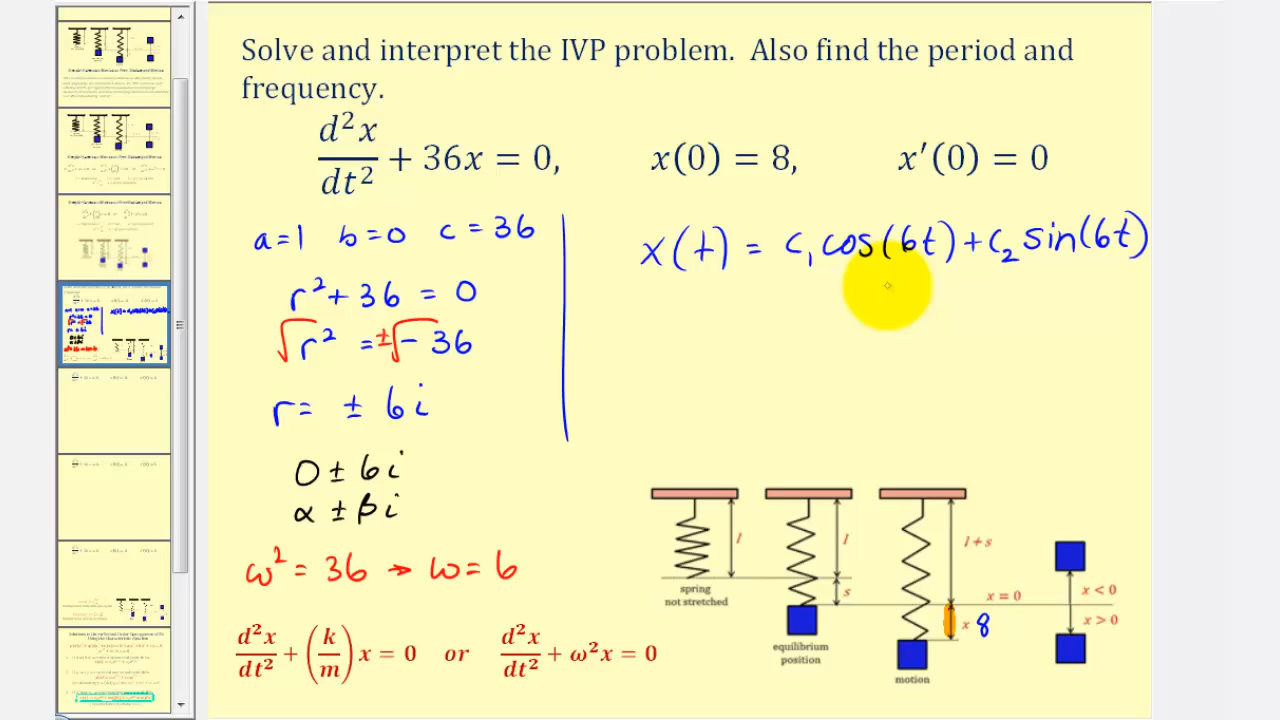 Solve and interpret the IVP problem. Also find the period and
frequency.
d²x/dt² + 36x = 0, x(0) = 8, x′(0) = 0
a=1 b=0 c=36
x(t) = c₁cos(6t)+c₂sin(6t)
r²+36 = 0
√r² = ±√-36
r= ± 6i
0 ± 6i
α ± βi
ω² = 36 → ω = 6
d²x/dt² + (k/m) x = 0 or d²x/dt² + ω²x = 0
l
l
l + s
spring
not stretched
s
x = 0
x < 0
x 8
x > 0
equilibrium
position
motion